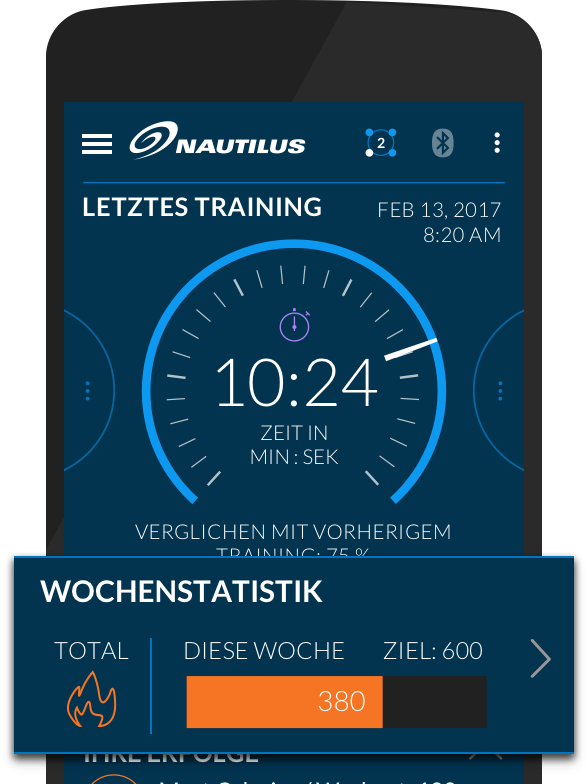 NAUTILUS
2
LETZTES TRAINING
FEB 13, 2017
8:20 AM
10:24
ZEIT IN
MIN : SEK
VERGLICHEN MIT VORHERIGEM
TRAINING: 75 %
WOCHENSTATISTIK
TOTAL
DIESE WOCHE
ZIEL: 600
380
IHRE ERFOLGE